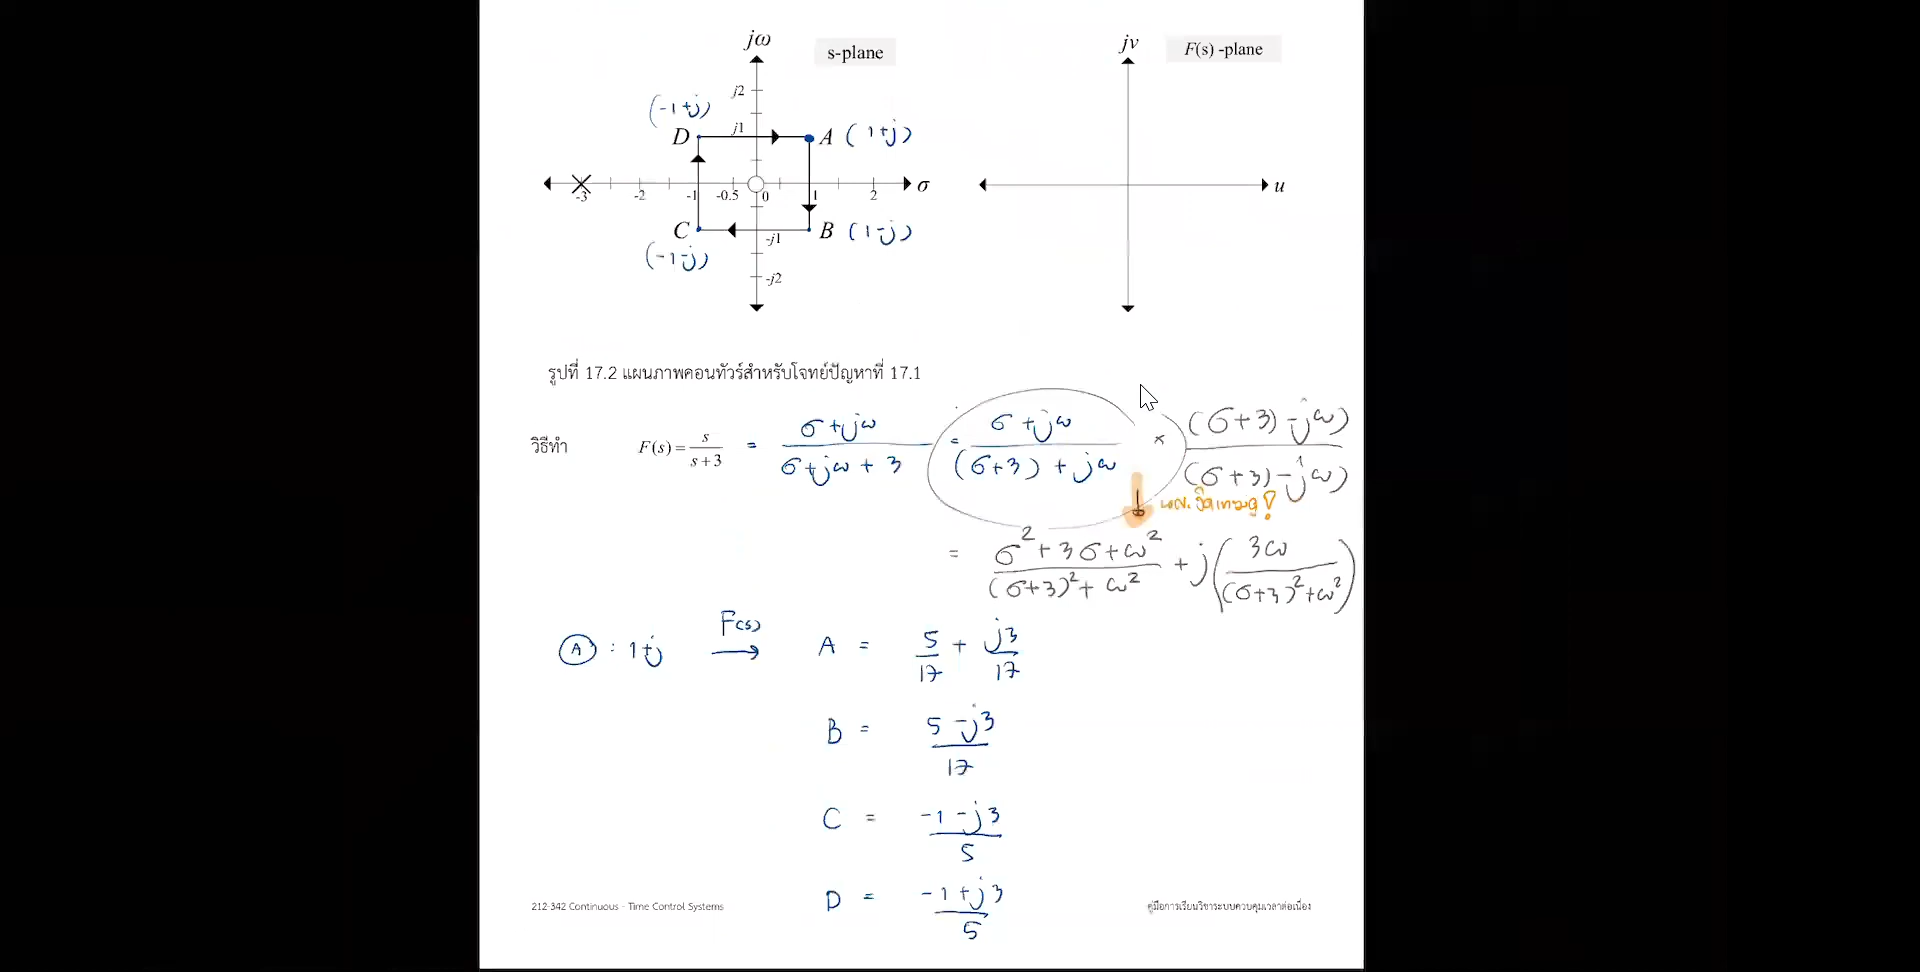 jω s-plane jv F(s) -plane
j2
(-1+j)
D j1 A (1+j)
-3 -2 -1 -0.5 0 1 2 σ u
C -j1 B (1-j)
(-1-j)
-j2
รูปที่ 17.2 แผนภาพคอนทัวร์สำหรับโจทย์ปัญหาที่ 17.1
วิธีทำ F(s) = s/(s+3) = (σ+jω)/(σ+jω+3) = (σ+jω)/((σ+3)+jω) × ((σ+3)-jω)/((σ+3)-jω)
= (σ²+3σ+ω²)/((σ+3)²+ω²) + j(3ω/((σ+3)²+ω²))
A : 1+j F(s) → A = 5/17 + j3/17
B = (5-j3)/17
C = (-1-j3)/5
D = (-1+j3)/5
212-342 Continuous - Time Control Systems คู่มือการเรียนวิชาระบบควบคุมเวลาต่อเนื่อง